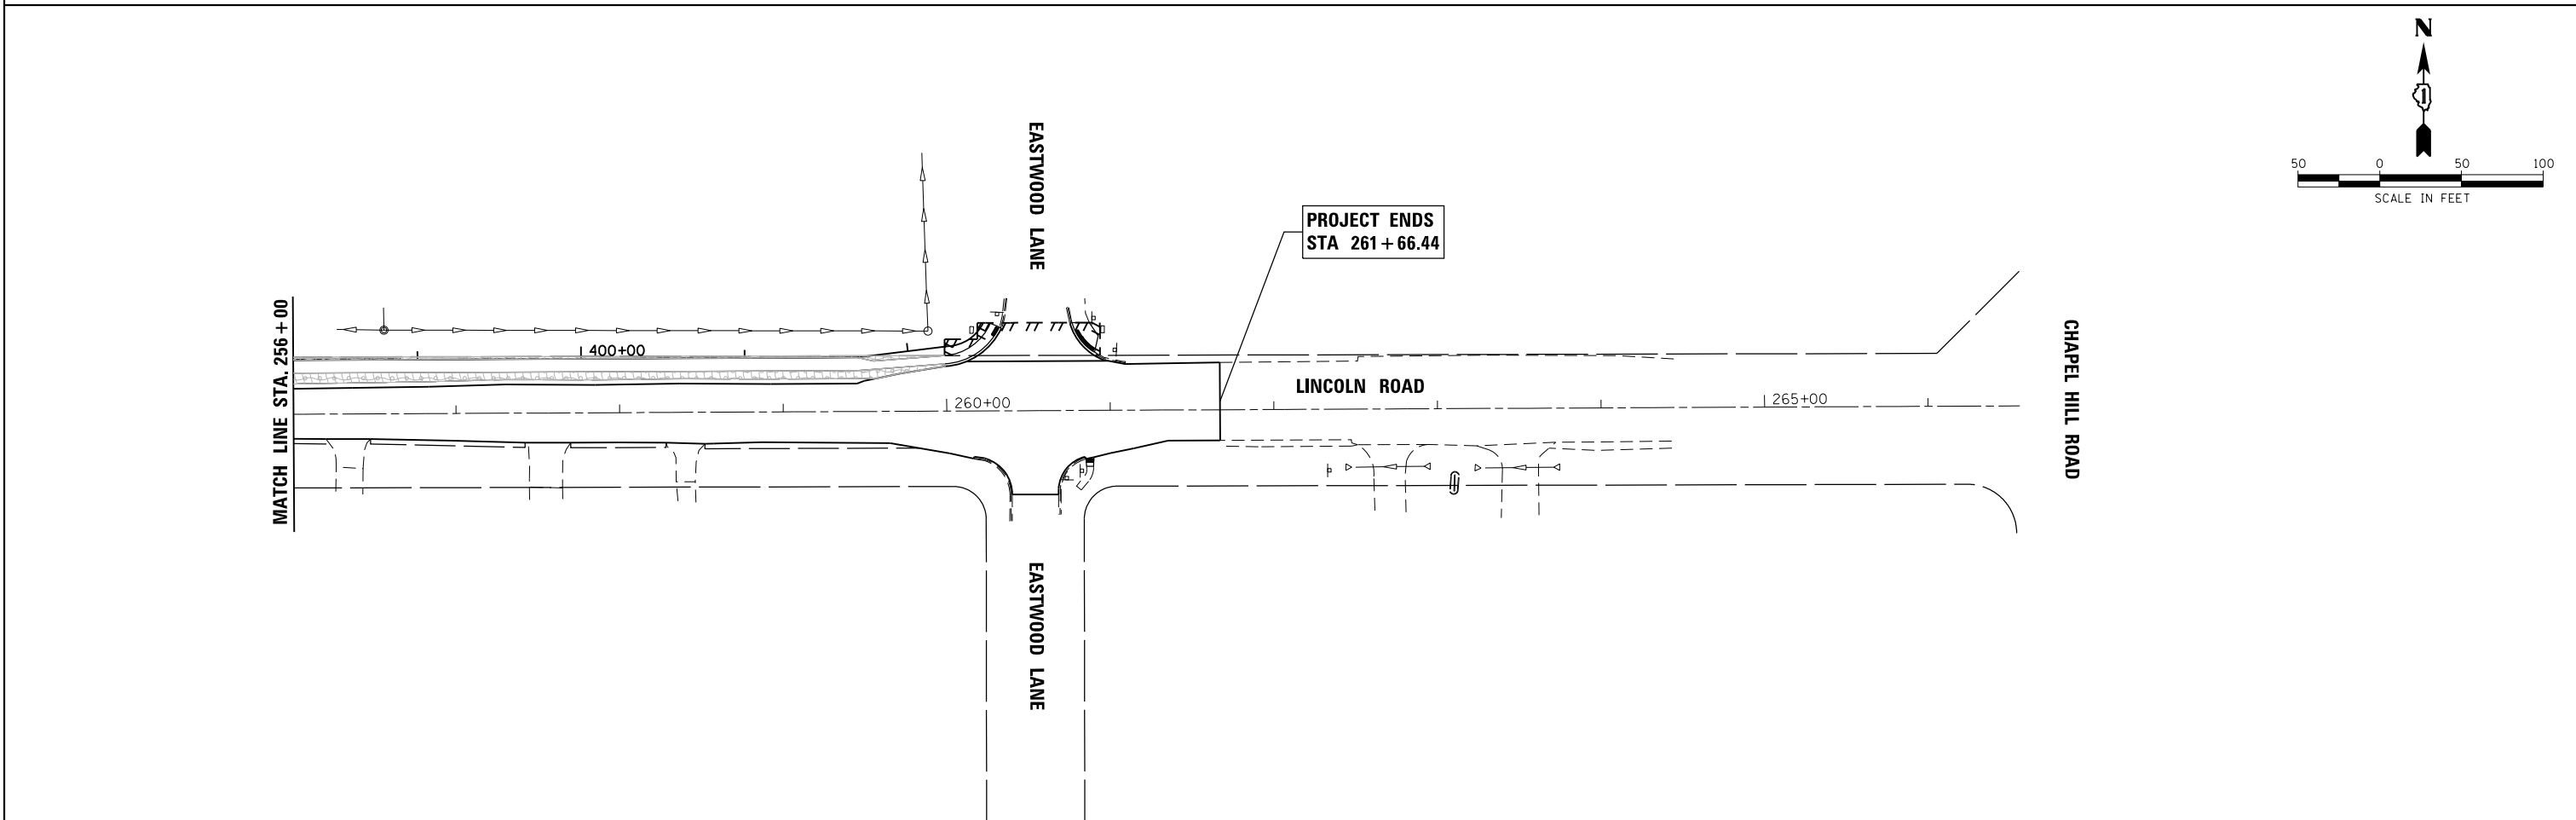 N
1
50 0 50 100
SCALE IN FEET
EASTWOOD LANE
PROJECT ENDS
STA 261+66.44
MATCH LINE STA. 256+00
400+00
LINCOLN ROAD
260+00
265+00
CHAPEL HILL ROAD
EASTWOOD LANE